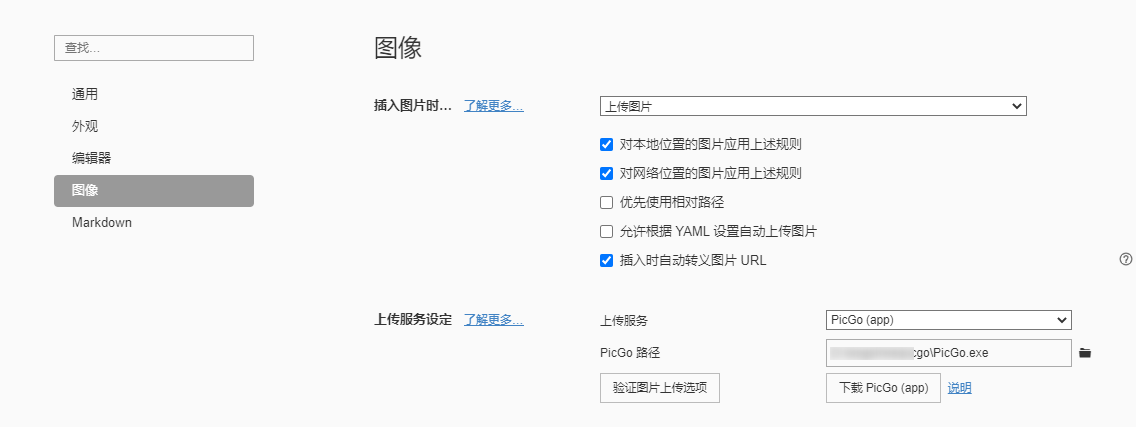 查找...
通用
外观
编辑器
图像
Markdown
图像
插入图片时... 了解更多... 上传图片
对本地位置的图片应用上述规则
对网络位置的图片应用上述规则
优先使用相对路径
允许根据 YAML 设置自动上传图片
插入时自动转义图片 URL
上传服务设定 了解更多... 上传服务 PicGo (app)
PicGo 路径 cgo\PicGo.exe
验证图片上传选项 下载 PicGo (app) 说明